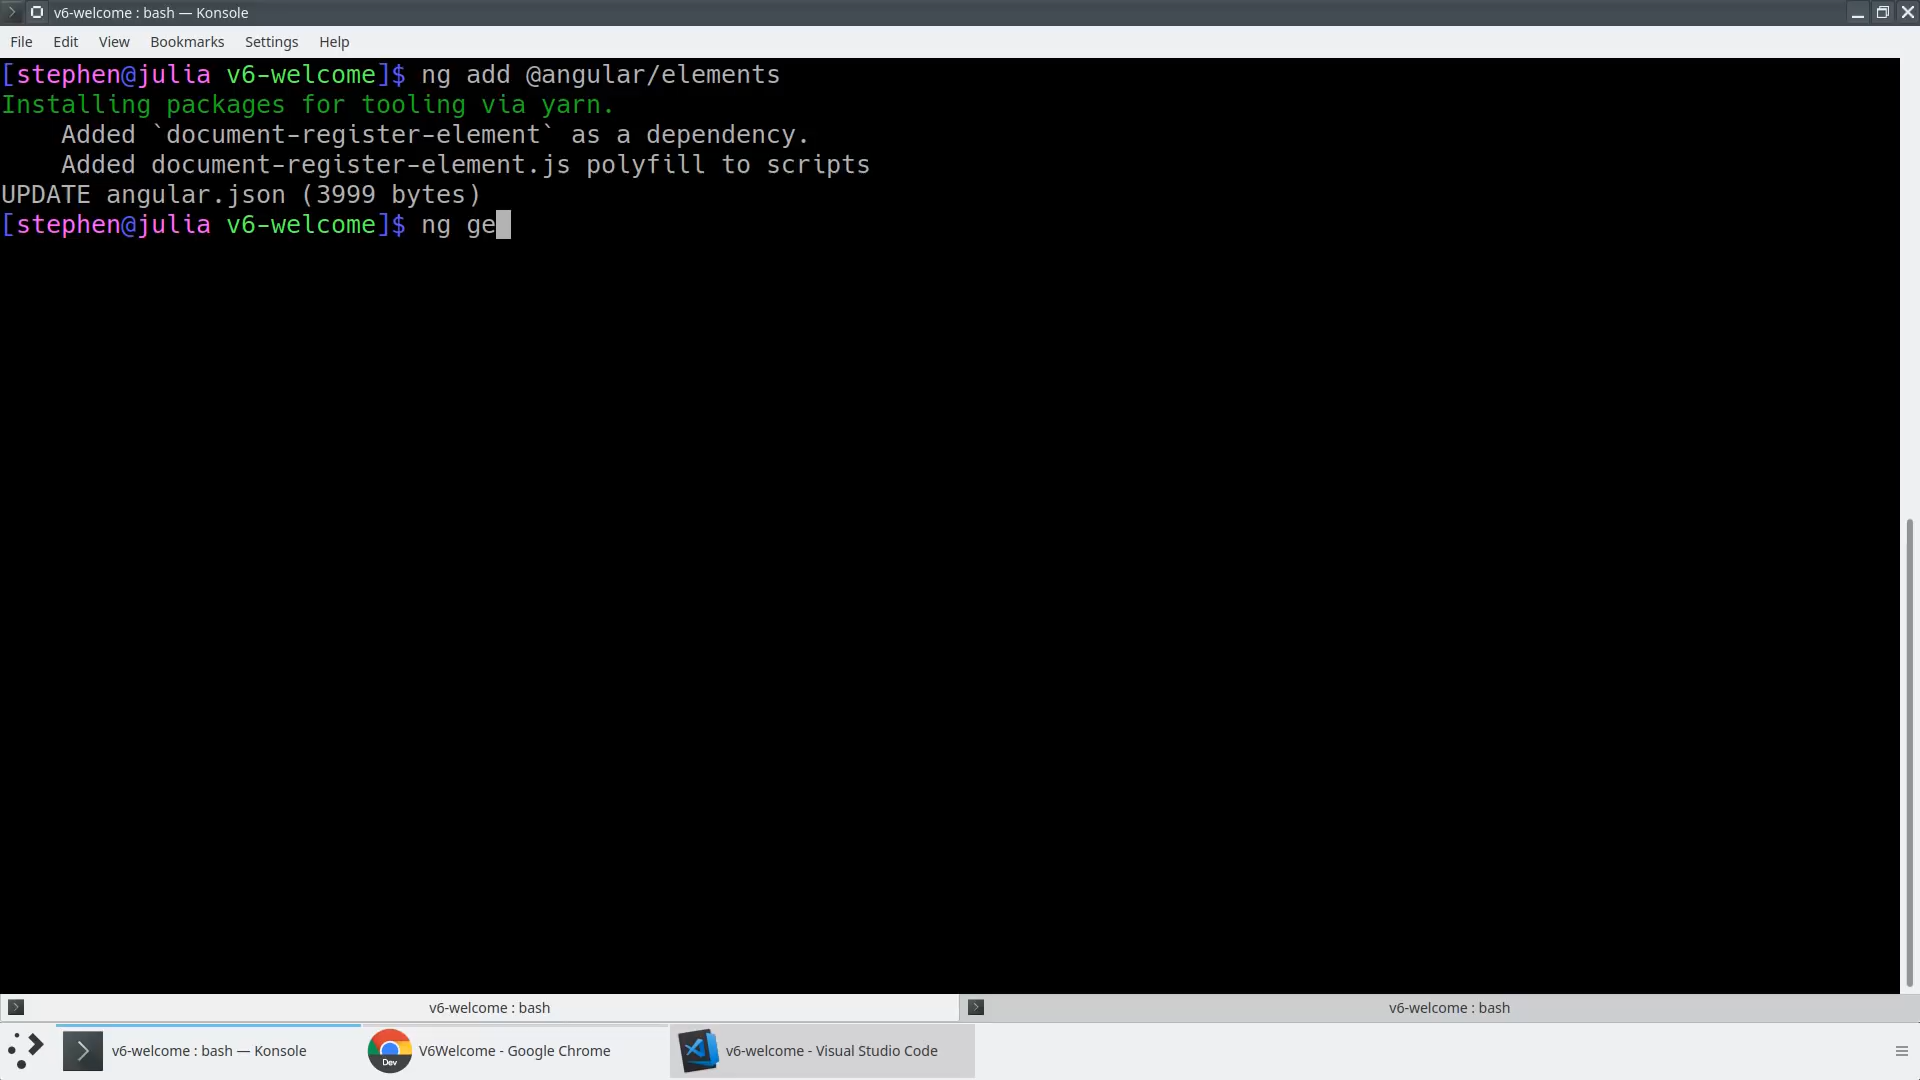 v6-welcome : bash — Konsole
File Edit View Bookmarks Settings Help
[stephen@julia v6-welcome]$ ng add @angular/elements
Installing packages for tooling via yarn.
    Added `document-register-element` as a dependency.
    Added document-register-element.js polyfill to scripts
UPDATE angular.json (3999 bytes)
[stephen@julia v6-welcome]$ ng ge
v6-welcome : bash v6-welcome : bash
v6-welcome : bash — Konsole Dev V6Welcome - Google Chrome v6-welcome - Visual Studio Code